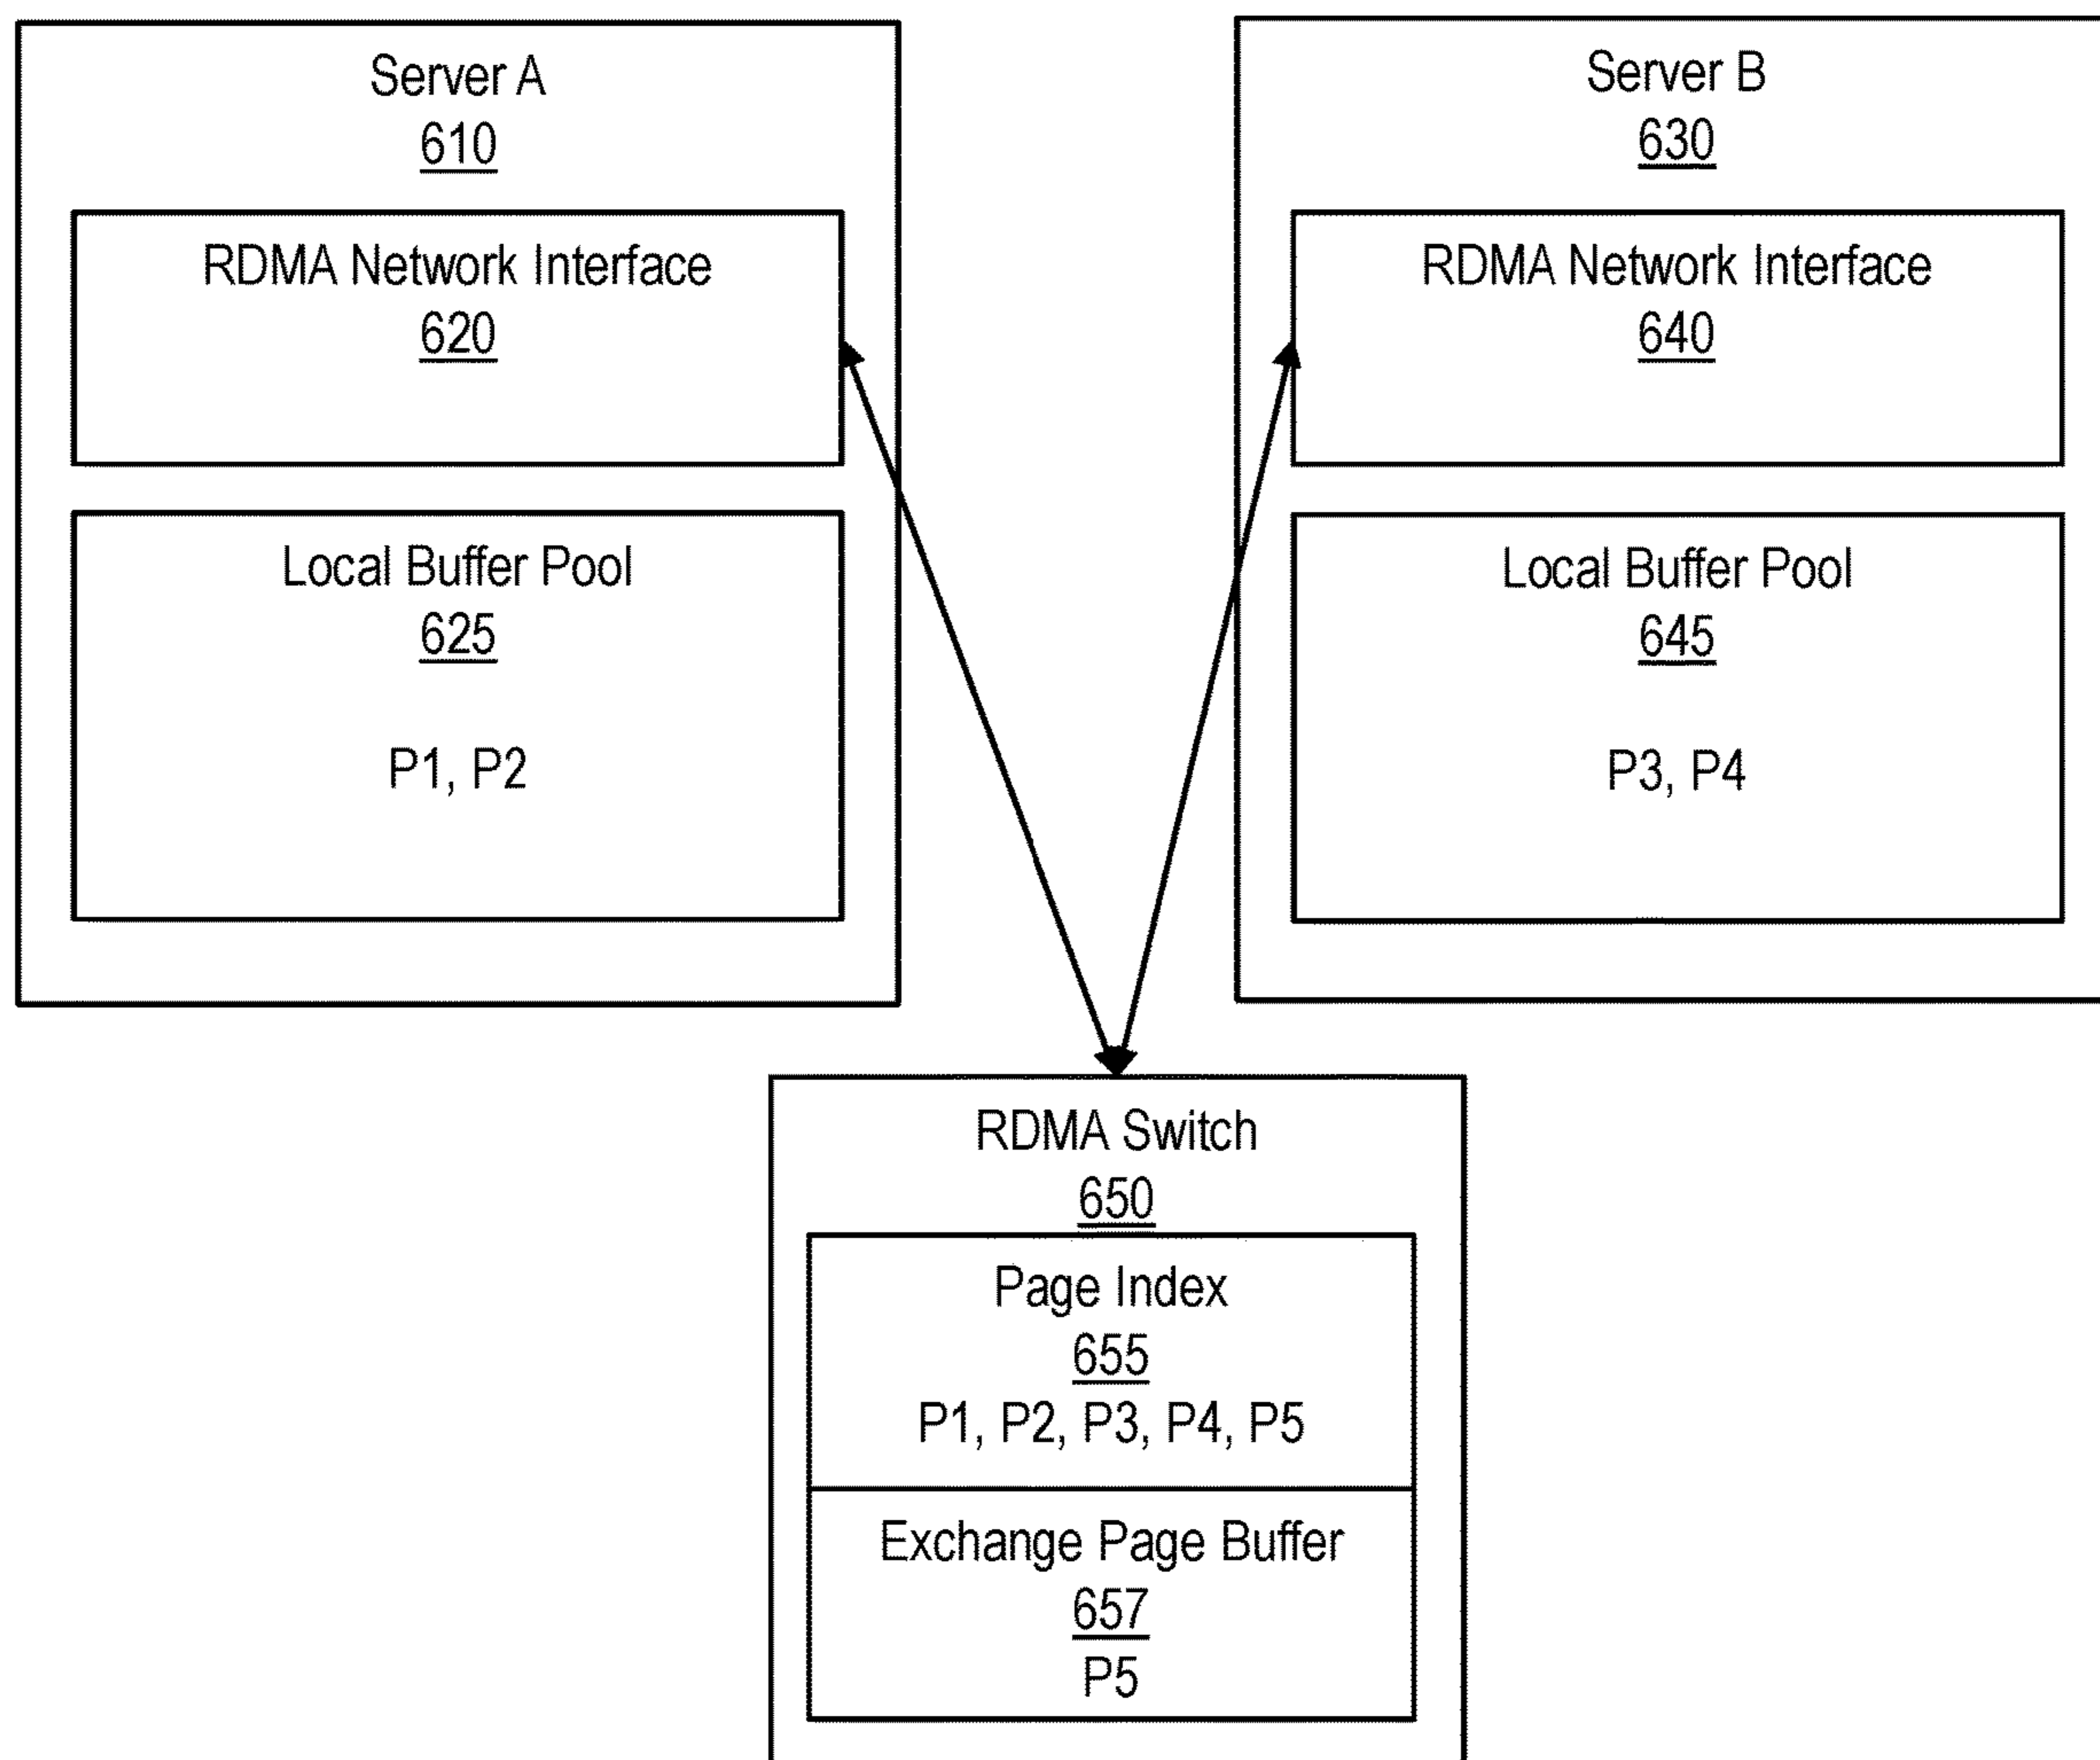 Server A
610
RDMA Network Interface
620
Local Buffer Pool
625
P1, P2
Server B
630
RDMA Network Interface
640
Local Buffer Pool
645
P3, P4
RDMA Switch
650
Page Index
655
P1, P2, P3, P4, P5
Exchange Page Buffer
657
P5